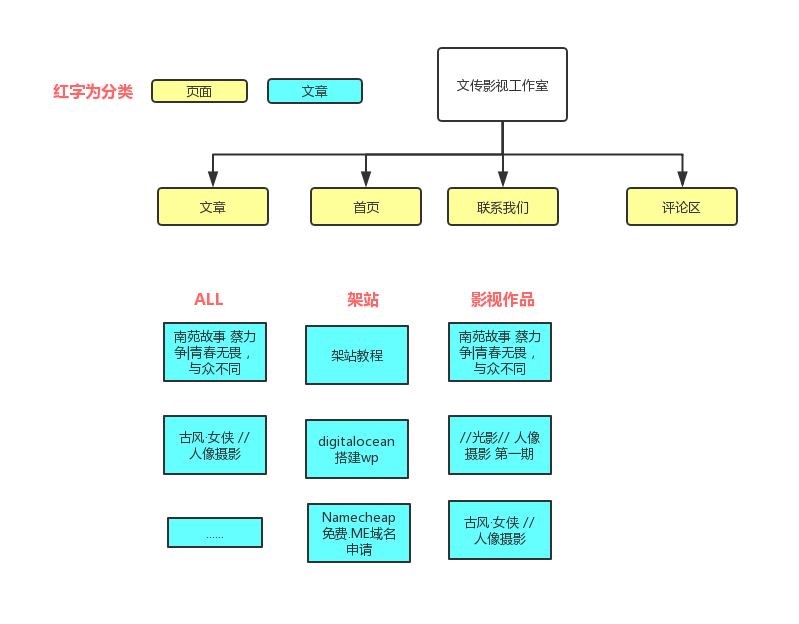 红字为分类
页面
文章
文传影视工作室
文章
首页
联系我们
评论区
ALL
架站
影视作品
南苑故事 蔡力
争|青春无畏，
与众不同
架站教程
南苑故事 蔡力
争|青春无畏，
与众不同
古风·女侠 //
人像摄影
digitalocean
搭建wp
//光影// 人像
摄影 第一期
......
Namecheap
免费.ME域名
申请
古风·女侠 //
人像摄影